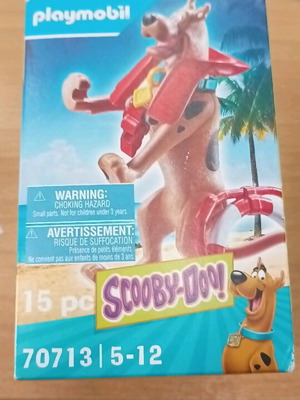 playmobil
WARNING:
CHOKING HAZARD
Small parts. Not for children under 3 years.
AVERTISSEMENT:
RISQUE DE SUFFOCATION
Présence de petits éléments
Ne convient pas aux enfants de moins de 3 ans
15 pc
SCOOBY-DOO!
70713 | 5-12